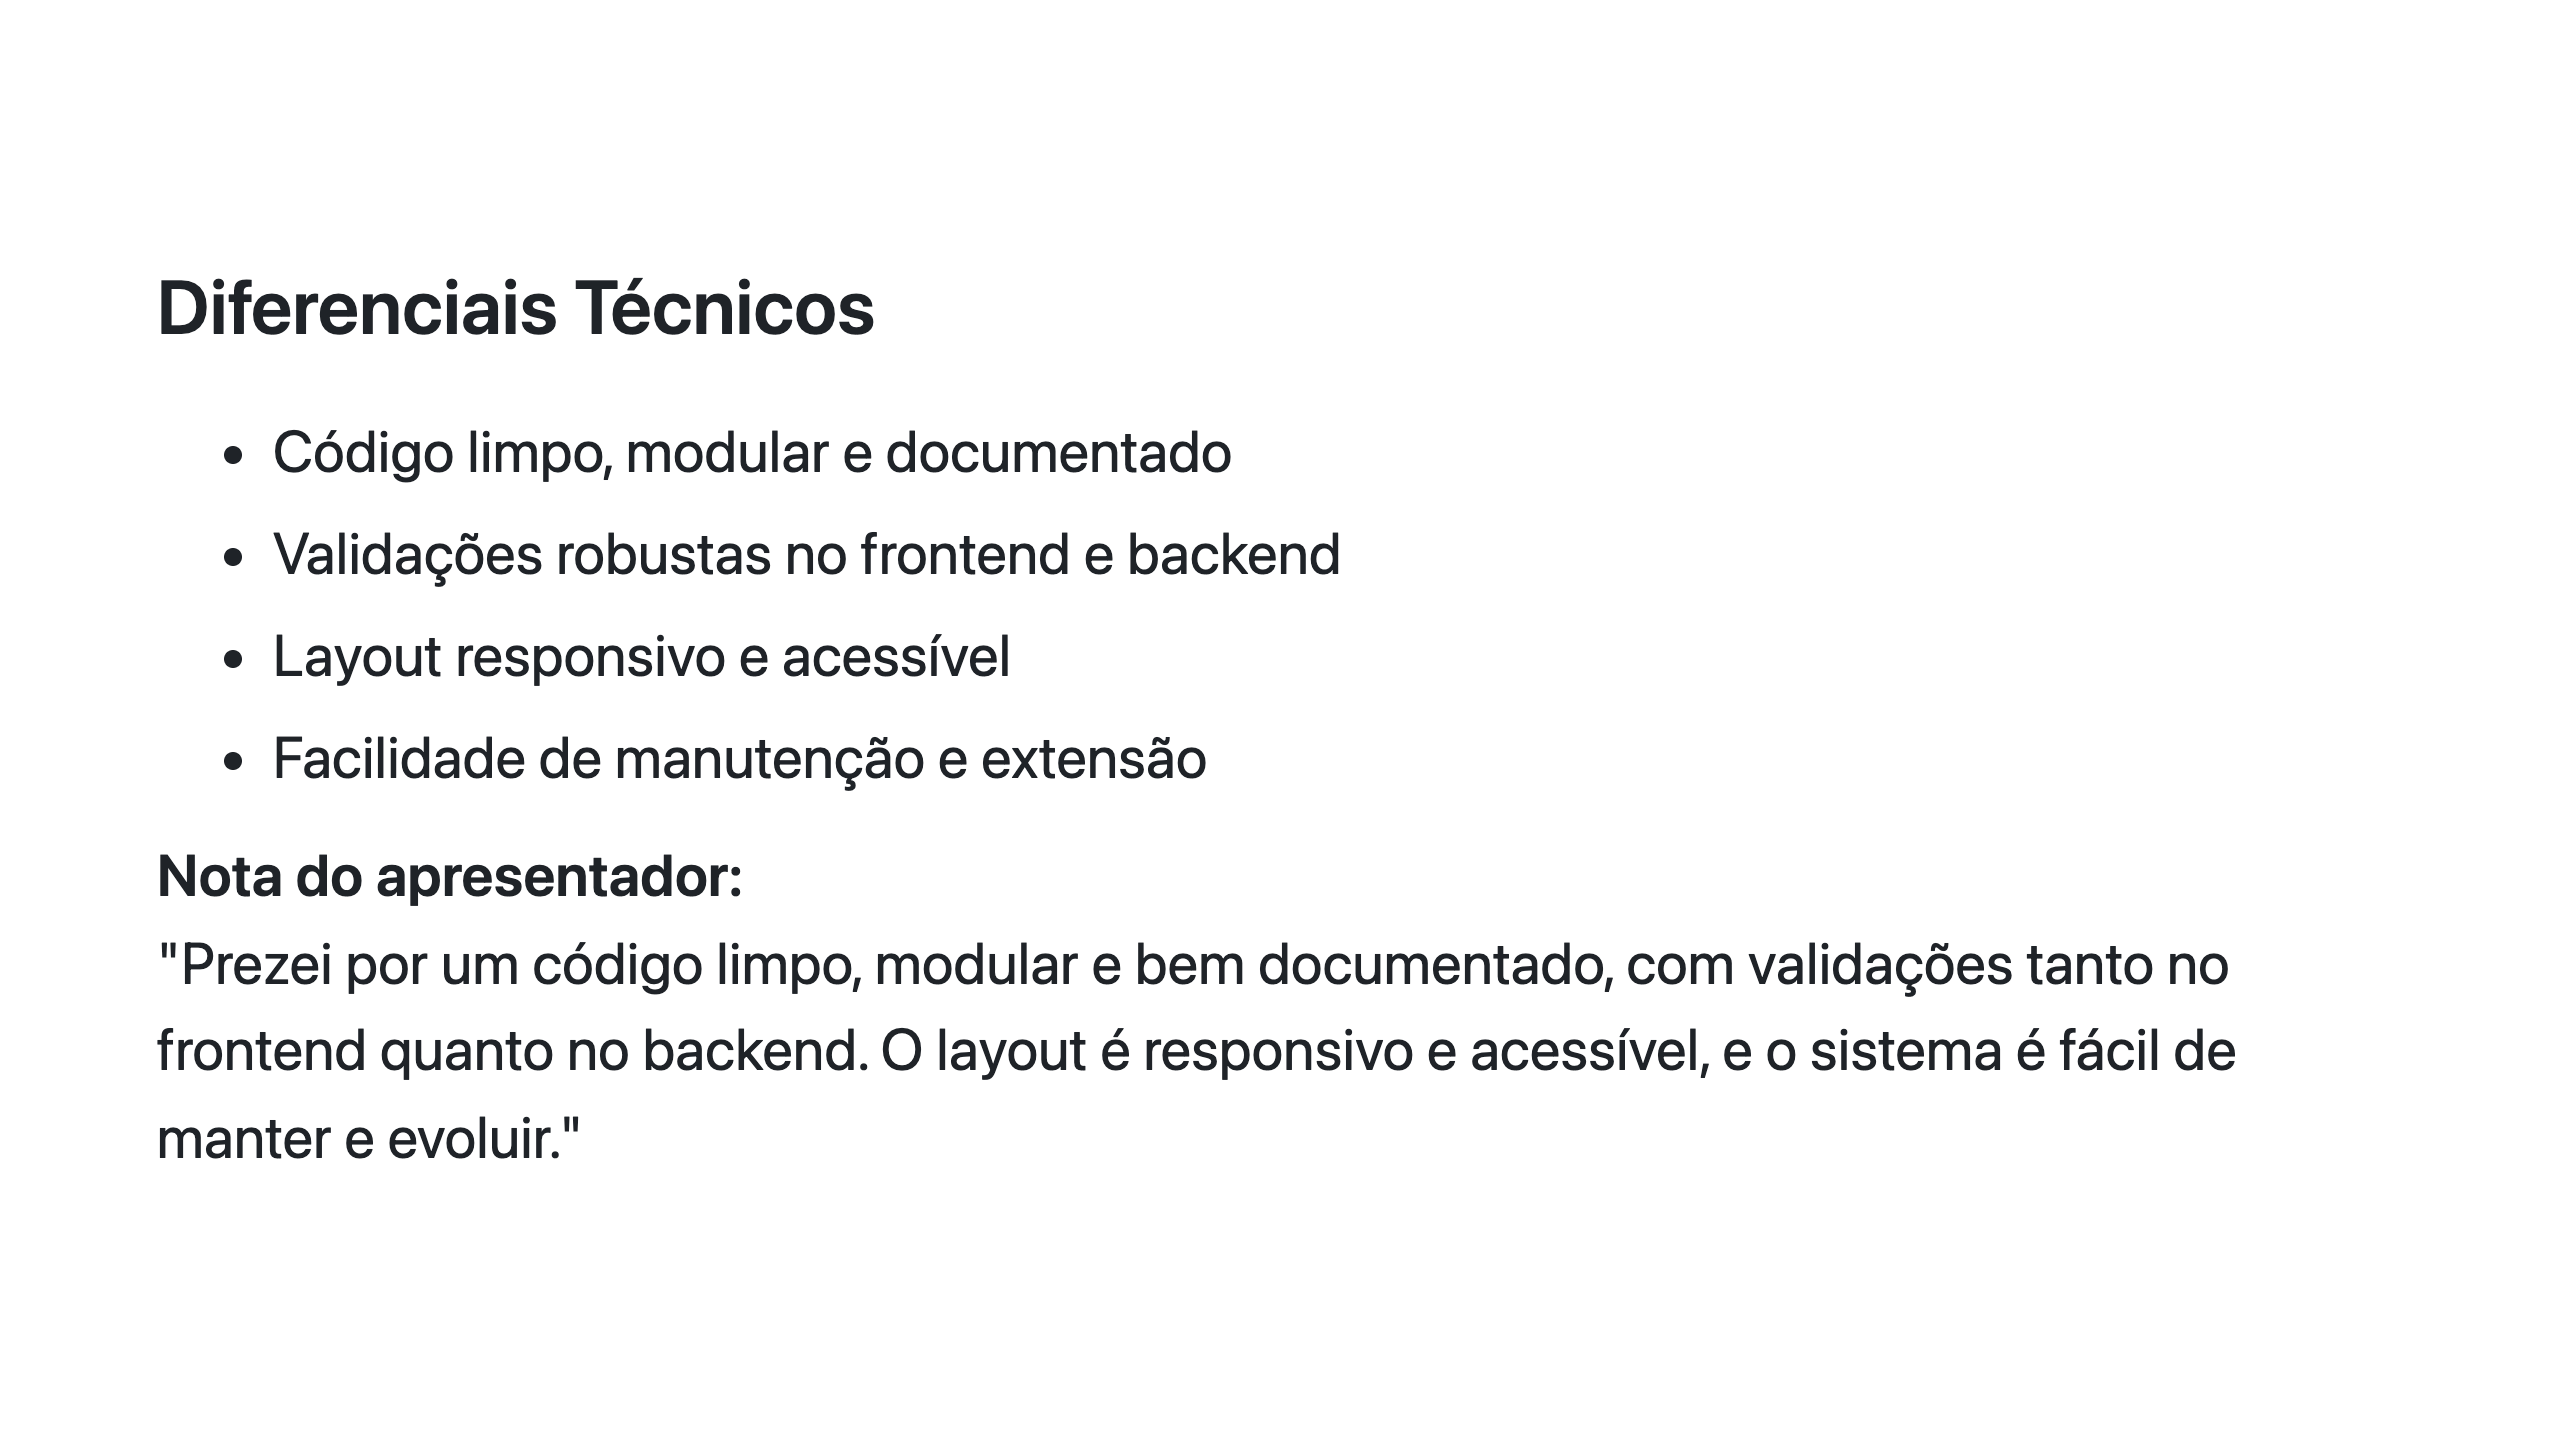 Diferenciais Técnicos
• Código limpo, modular e documentado
• Validações robustas no frontend e backend
• Layout responsivo e acessível
• Facilidade de manutenção e extensão
Nota do apresentador:
"Prezei por um código limpo, modular e bem documentado, com validações tanto no
frontend quanto no backend. O layout é responsivo e acessível, e o sistema é fácil de
manter e evoluir."